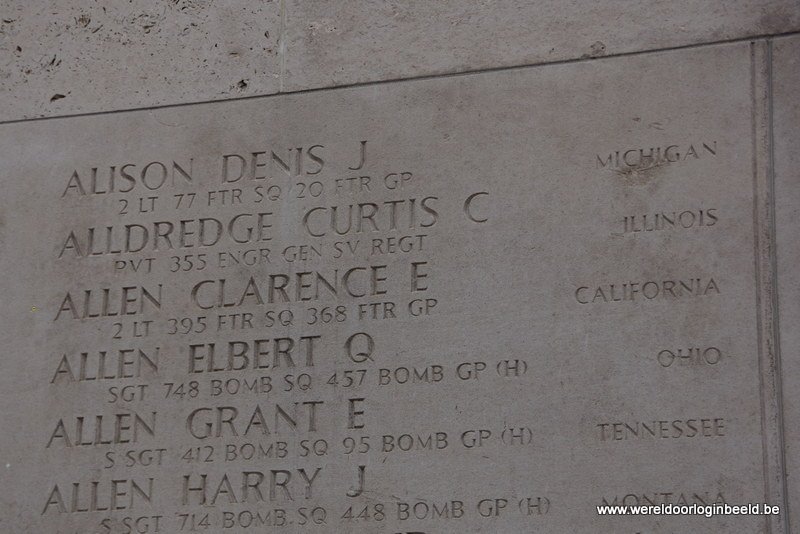 ALISON DENIS J MICHIGAN
2 LT 77 FTR SQ 20 FTR GP
ALLDREDGE CURTIS C ILLINOIS
PVT 355 ENGR GEN SV REGT
ALLEN CLARENCE E CALIFORNIA
2 LT 395 FTR SQ 368 FTR GP
ALLEN ELBERT Q OHIO
SGT 748 BOMB SQ 457 BOMB GP (H)
ALLEN GRANT E TENNESSEE
S SGT 412 BOMB SQ 95 BOMB GP (H)
ALLEN HARRY J MONTANA
S SGT 714 BOMB SQ 448 BOMB GP (H)
www.wereldoorloginbeeld.be